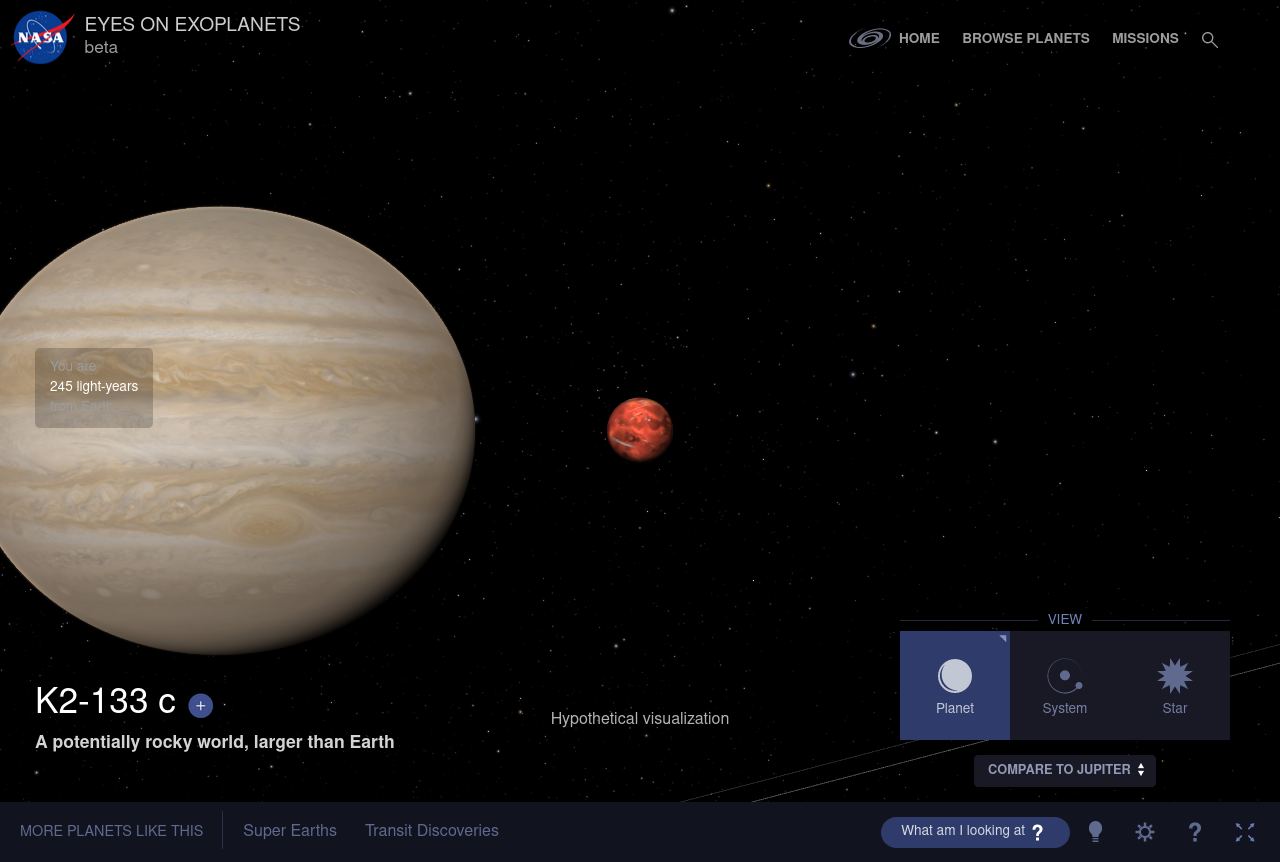 NASA
EYES ON EXOPLANETS
beta
HOME
BROWSE PLANETS
MISSIONS
You are
245 light-years
from Earth
K2-133 c +
A potentially rocky world, larger than Earth
Hypothetical visualization
VIEW
Planet
System
Star
COMPARE TO JUPITER
MORE PLANETS LIKE THIS
Super Earths
Transit Discoveries
What am I looking at ?
?